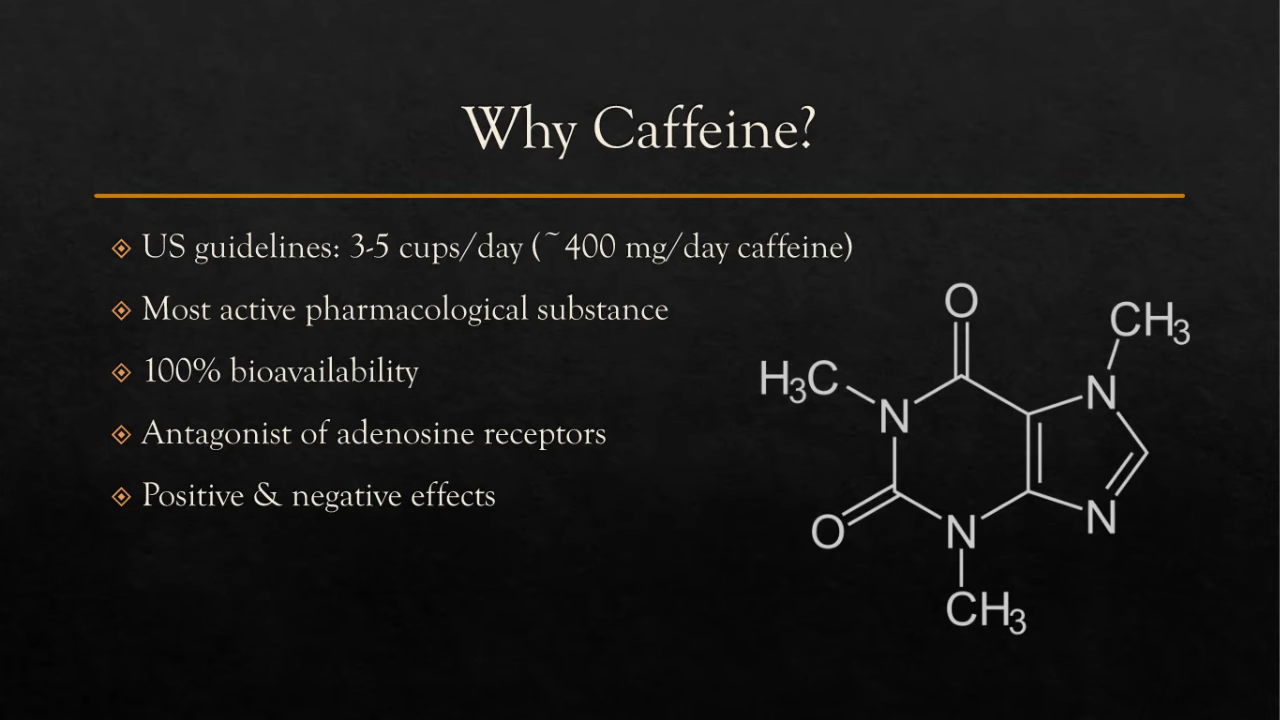 Why Caffeine?
US guidelines: 3-5 cups/day (~400 mg/day caffeine)
Most active pharmacological substance
100% bioavailability
Antagonist of adenosine receptors
Positive & negative effects
O
CH3
H3C
N
N
O
N
N
CH3